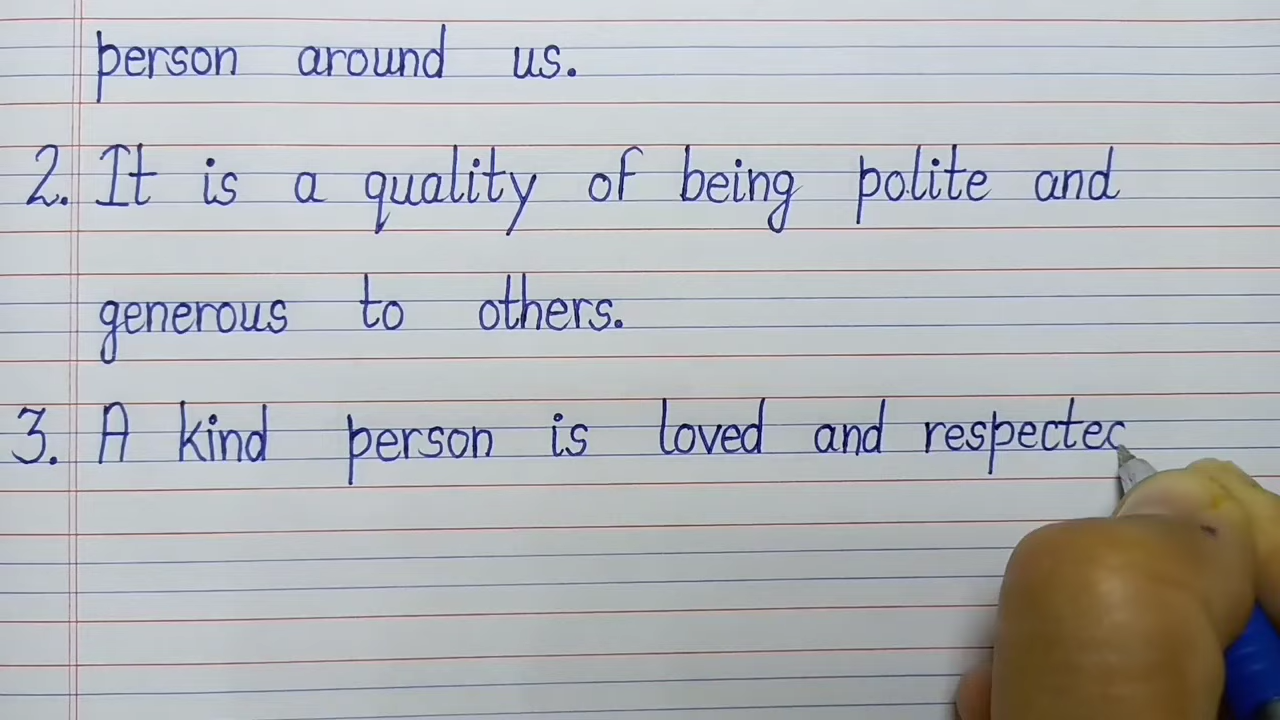 person around us.
2. It is a quality of being polite and
generous to others.
3. A kind person is loved and respectec